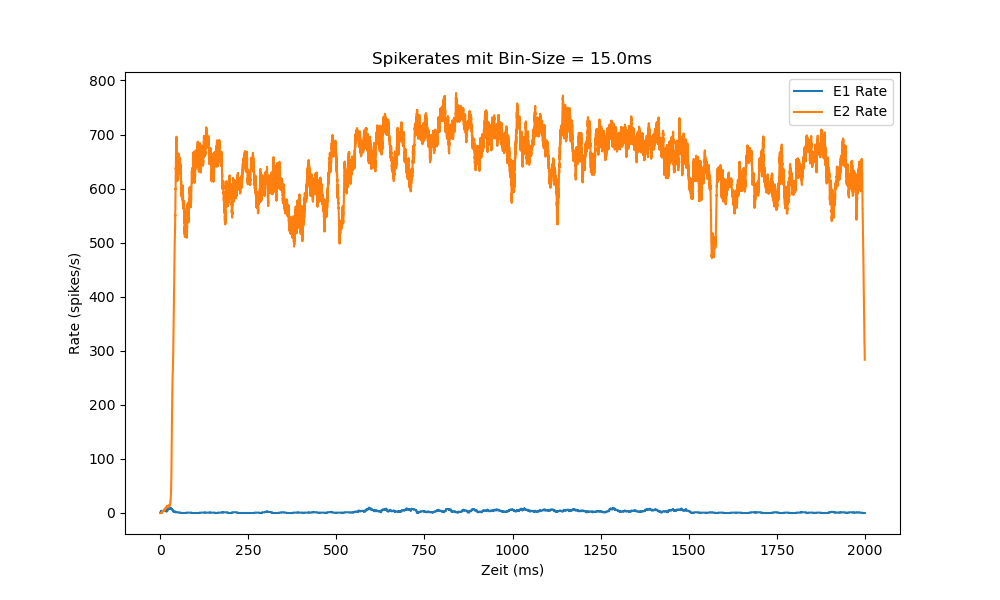 Spikerates mit Bin-Size = 15.0ms
E1 Rate
E2 Rate
800
700
600
500
400
300
200
100
0
Rate (spikes/s)
0 250 500 750 1000 1250 1500 1750 2000
Zeit (ms)